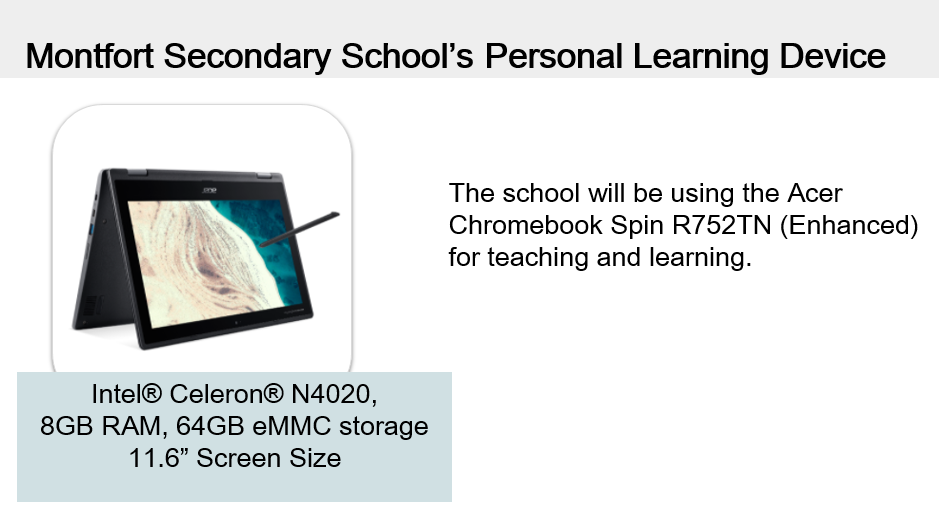 Montfort Secondary School’s Personal Learning Device
acer
The school will be using the Acer
Chromebook Spin R752TN (Enhanced)
for teaching and learning.
Intel® Celeron® N4020,
8GB RAM, 64GB eMMC storage
11.6” Screen Size